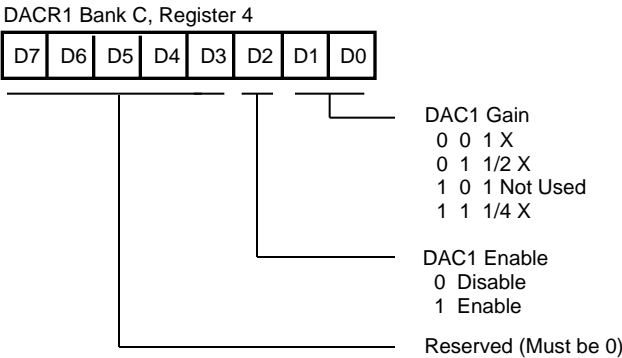 DACR1 Bank C, Register 4
D7 D6 D5 D4 D3 D2 D1 D0
DAC1 Gain
0 0 1 X
0 1 1/2 X
1 0 1 Not Used
1 1 1/4 X
DAC1 Enable
0 Disable
1 Enable
Reserved (Must be 0)